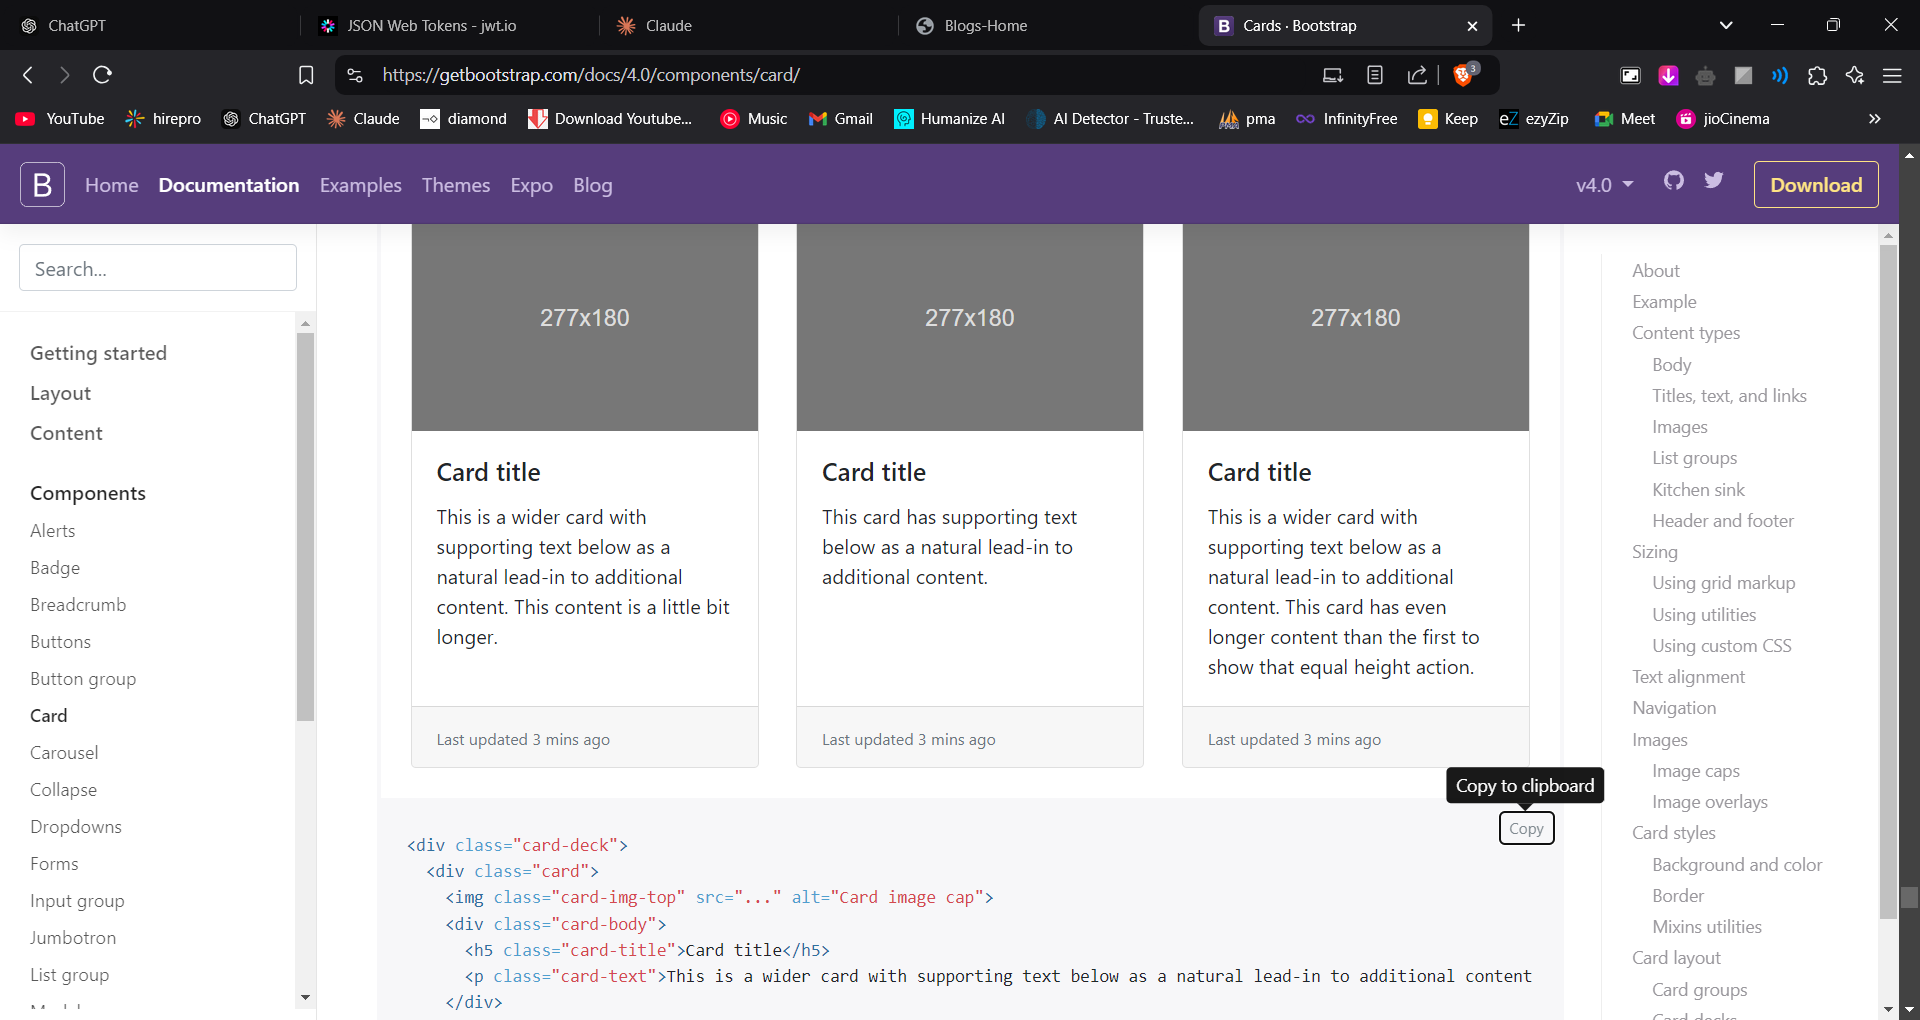 ChatGPT
JSON Web Tokens - jwt.io
Claude
Blogs-Home
B
Cards · Bootstrap
https://getbootstrap.com/docs/4.0/components/card/
3
YouTube
hirepro
ChatGPT
Claude
diamond
Download Youtube...
Music
Gmail
Humanize AI
AI Detector - Truste...
pma
InfinityFree
Keep
eZ ezyZip
Meet
jioCinema
B
Home
Documentation
Examples
Themes
Expo
Blog
v4.0
Download
Search...
Getting started
Layout
Content
Components
Alerts
Badge
Breadcrumb
Buttons
Button group
Card
Carousel
Collapse
Dropdowns
Forms
Input group
Jumbotron
List group
277x180
Card title
This is a wider card with
supporting text below as a
natural lead-in to additional
content. This content is a little bit
longer.
Last updated 3 mins ago
277x180
Card title
This card has supporting text
below as a natural lead-in to
additional content.
Last updated 3 mins ago
277x180
Card title
This is a wider card with
supporting text below as a
natural lead-in to additional
content. This card has even
longer content than the first to
show that equal height action.
Last updated 3 mins ago
Copy to clipboard
Copy
<div class="card-deck">
<div class="card">
<img class="card-img-top" src="..." alt="Card image cap">
<div class="card-body">
<h5 class="card-title">Card title</h5>
<p class="card-text">This is a wider card with supporting text below as a natural lead-in to additional content
</div>
About
Example
Content types
Body
Titles, text, and links
Images
List groups
Kitchen sink
Header and footer
Sizing
Using grid markup
Using utilities
Using custom CSS
Text alignment
Navigation
Images
Image caps
Image overlays
Card styles
Background and color
Border
Mixins utilities
Card layout
Card groups